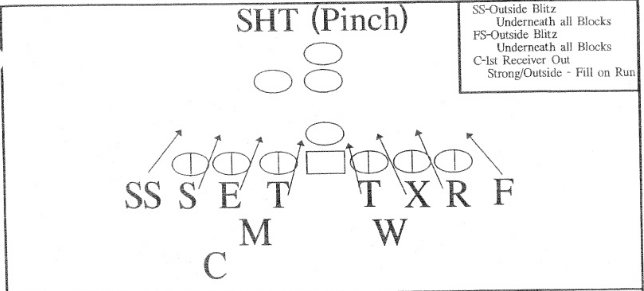 SHT (Pinch)
SS-Outside Blitz
Underneath all Blocks
FS-Outside Blitz
Underneath all Blocks
C-1st Receiver Out
Strong/Outside - Fill on Run
SS S E T T X R F
M W
C